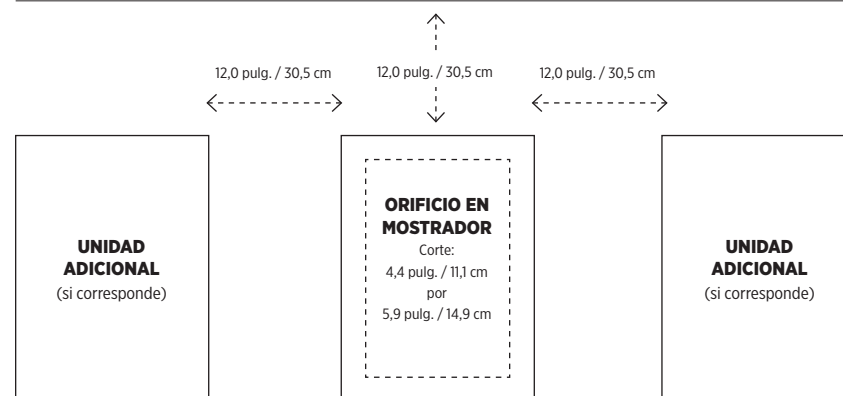 12,0 pulg. / 30,5 cm
12,0 pulg. / 30,5 cm
12,0 pulg. / 30,5 cm
UNIDAD
ADICIONAL
(si corresponde)
ORIFICIO EN
MOSTRADOR
Corte:
4,4 pulg. / 11,1 cm
por
5,9 pulg. / 14,9 cm
UNIDAD
ADICIONAL
(si corresponde)